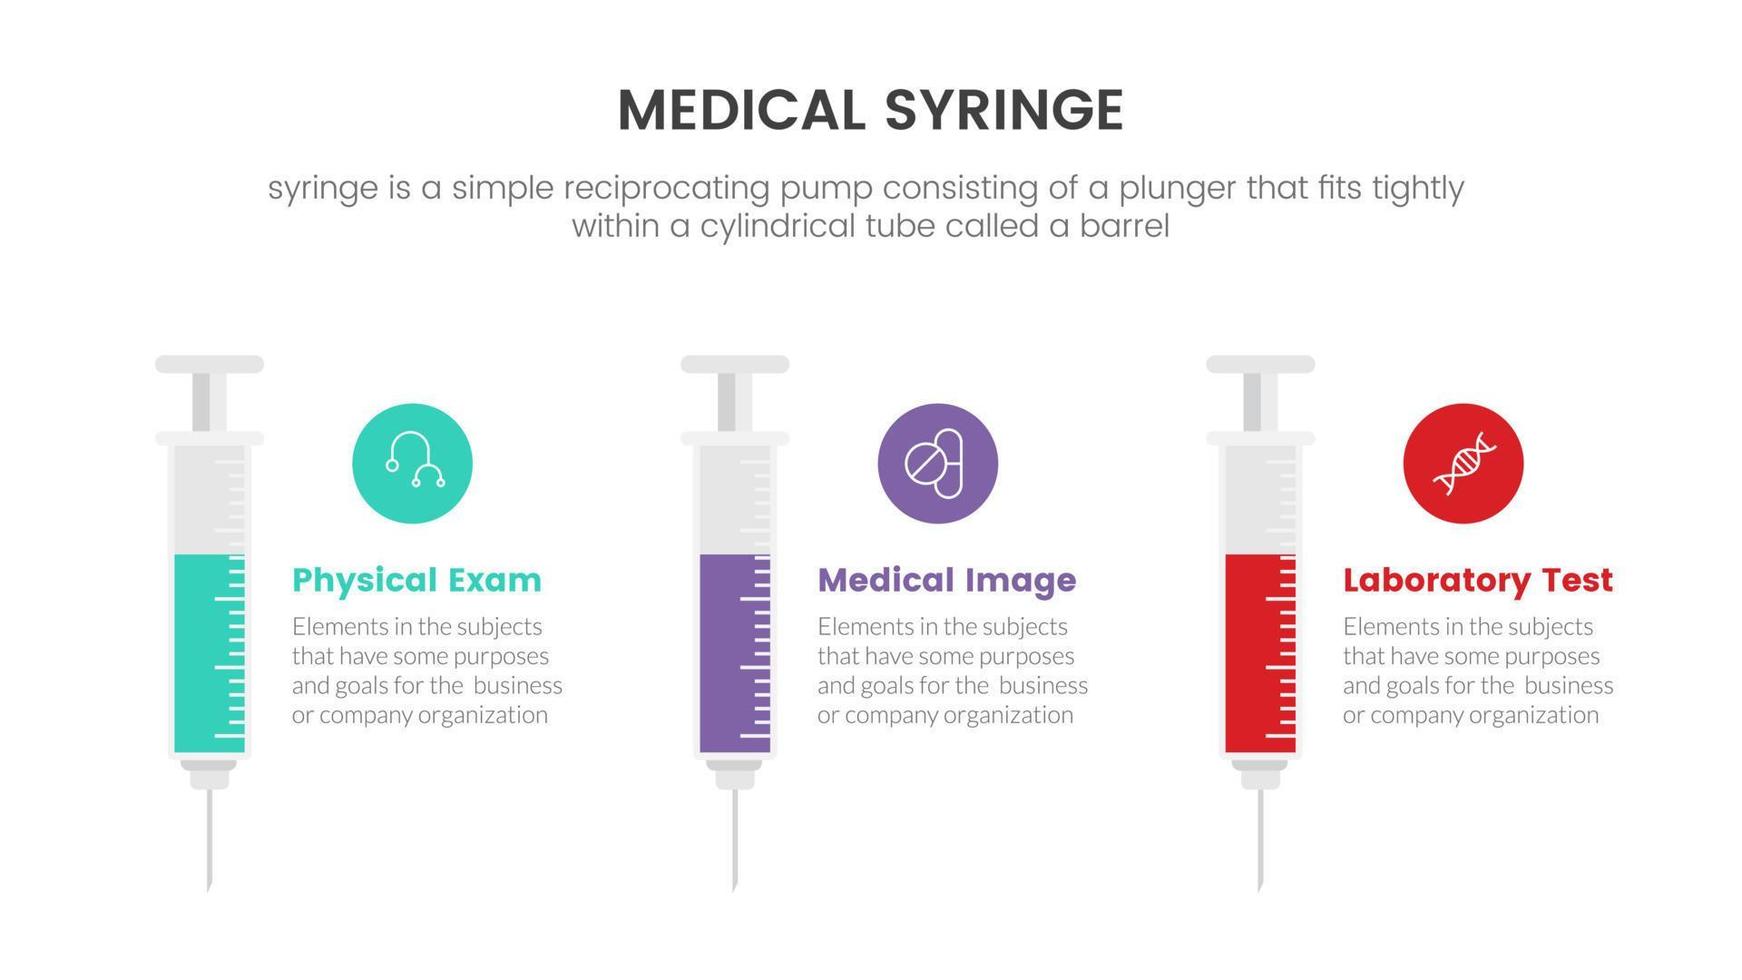 MEDICAL SYRINGE
syringe is a simple reciprocating pump consisting of a plunger that fits tightly
within a cylindrical tube called a barrel
Physical Exam
Elements in the subjects
that have some purposes
and goals for the  business
or company organization
Medical Image
Elements in the subjects
that have some purposes
and goals for the  business
or company organization
Laboratory Test
Elements in the subjects
that have some purposes
and goals for the  business
or company organization